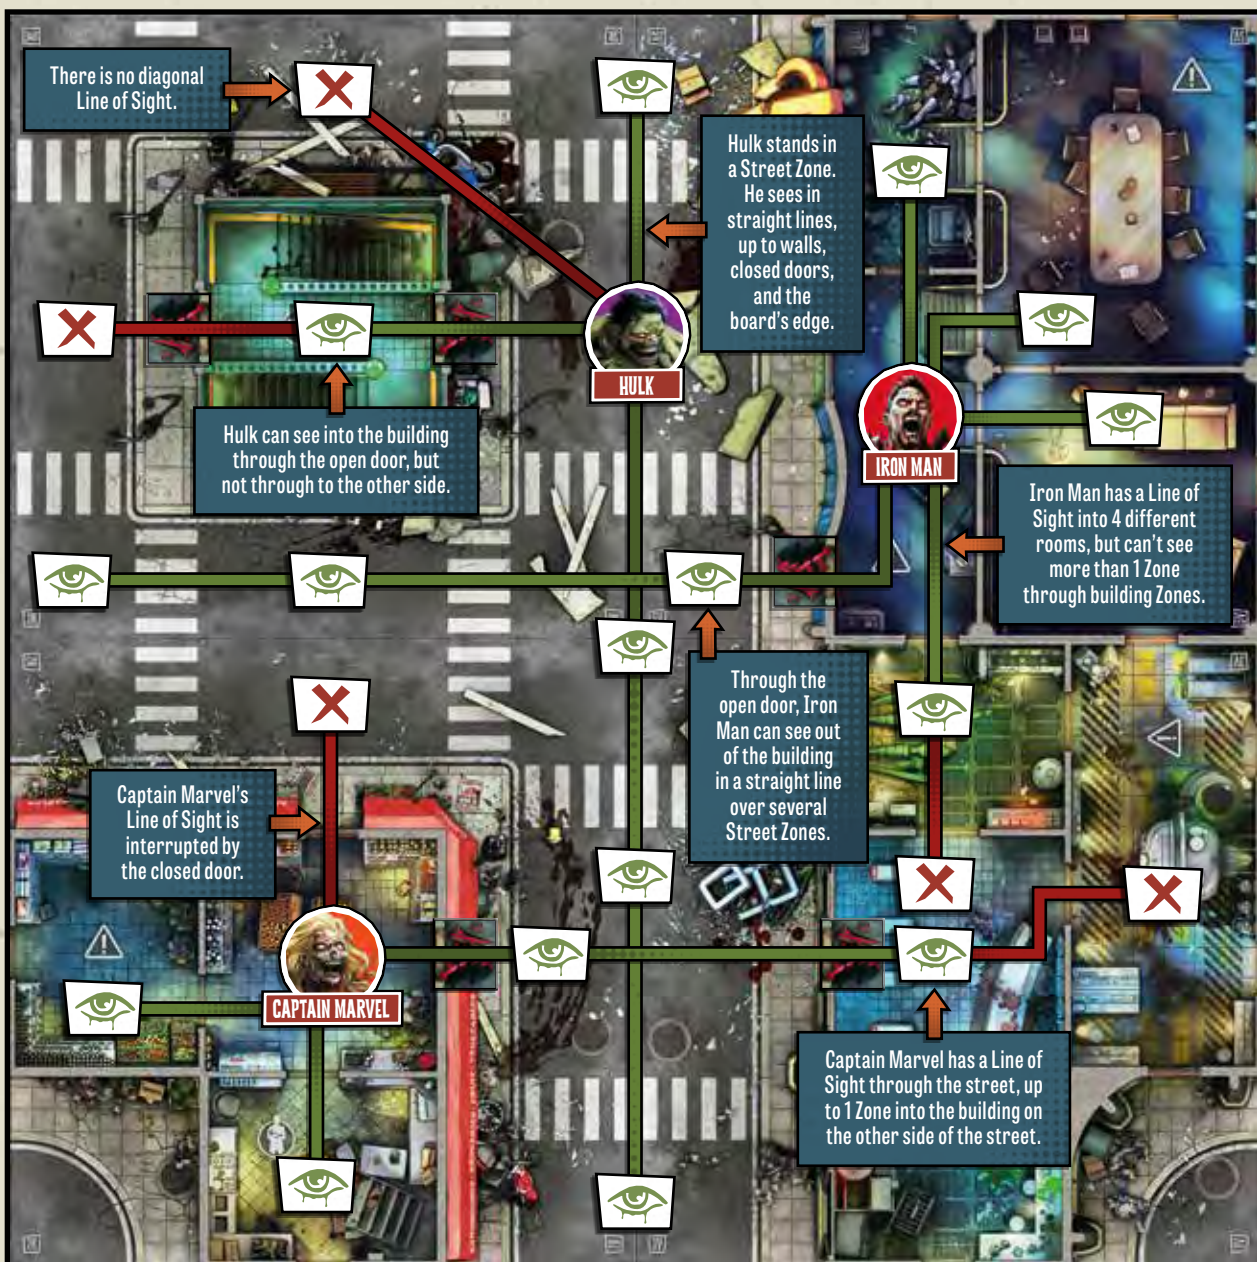 There is no diagonal
Line of Sight.
Hulk stands in
a Street Zone.
He sees in
straight lines,
up to walls,
closed doors,
and the
board's edge.
HULK
Hulk can see into the building
through the open door, but
not through to the other side.
IRON MAN
Iron Man has a Line of
Sight into 4 different
rooms, but can't see
more than 1 Zone
through building Zones.
Through the
open door, Iron
Man can see out
of the building
in a straight line
over several
Street Zones.
Captain Marvel's
Line of Sight is
interrupted by
the closed door.
CAPTAIN MARVEL
Captain Marvel has a Line of
Sight through the street, up
to 1 Zone into the building on
the other side of the street.